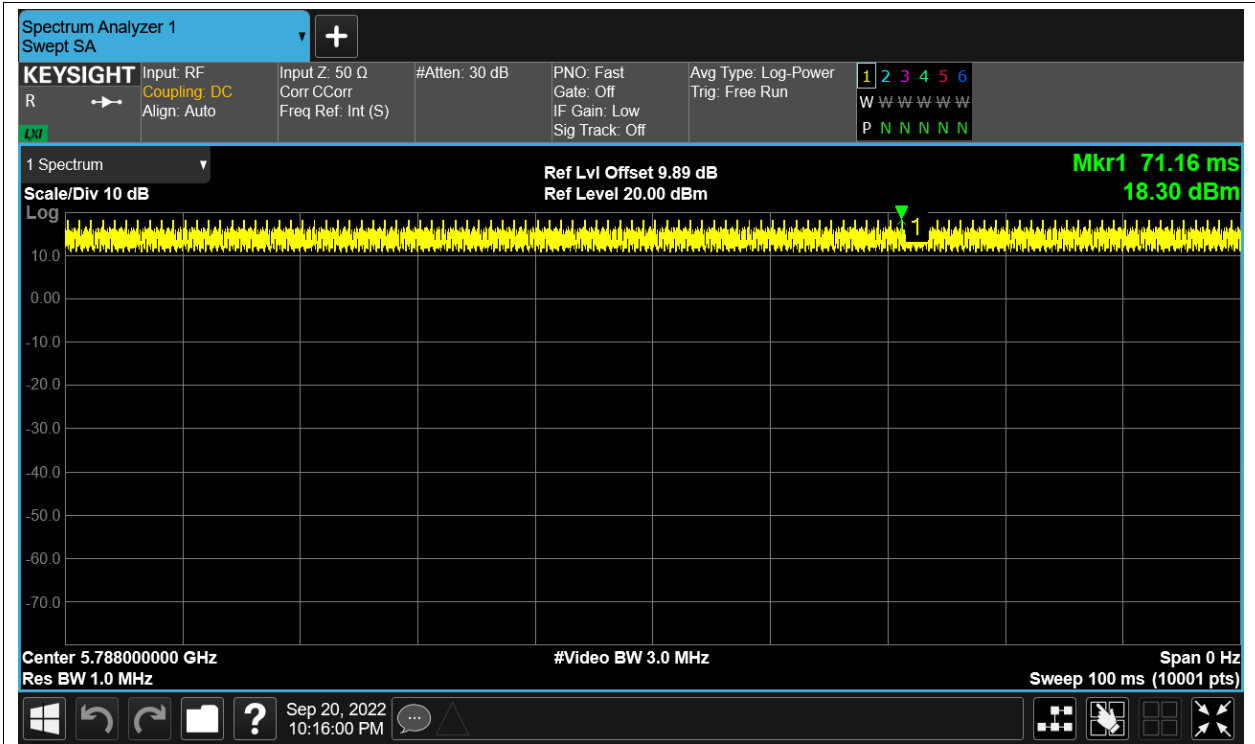 Spectrum Analyzer 1
Swept SA
KEYSIGHT
R
LXI
Input: RF
Coupling: DC
Align: Auto
Input Z: 50 Ω
Corr CCorr
Freq Ref: Int (S)
#Atten: 30 dB
PNO: Fast
Gate: Off
IF Gain: Low
Sig Track: Off
Avg Type: Log-Power
Trig: Free Run
1 2 3 4 5 6
W W W W W W
P N N N N N
1 Spectrum
Scale/Div 10 dB
Log
Ref Lvl Offset 9.89 dB
Ref Level 20.00 dBm
Mkr1 71.16 ms
18.30 dBm
1
10.0
0.00
-10.0
-20.0
-30.0
-40.0
-50.0
-60.0
-70.0
Center 5.788000000 GHz
Res BW 1.0 MHz
#Video BW 3.0 MHz
Span 0 Hz
Sweep 100 ms (10001 pts)
?
Sep 20, 2022
10:16:00 PM